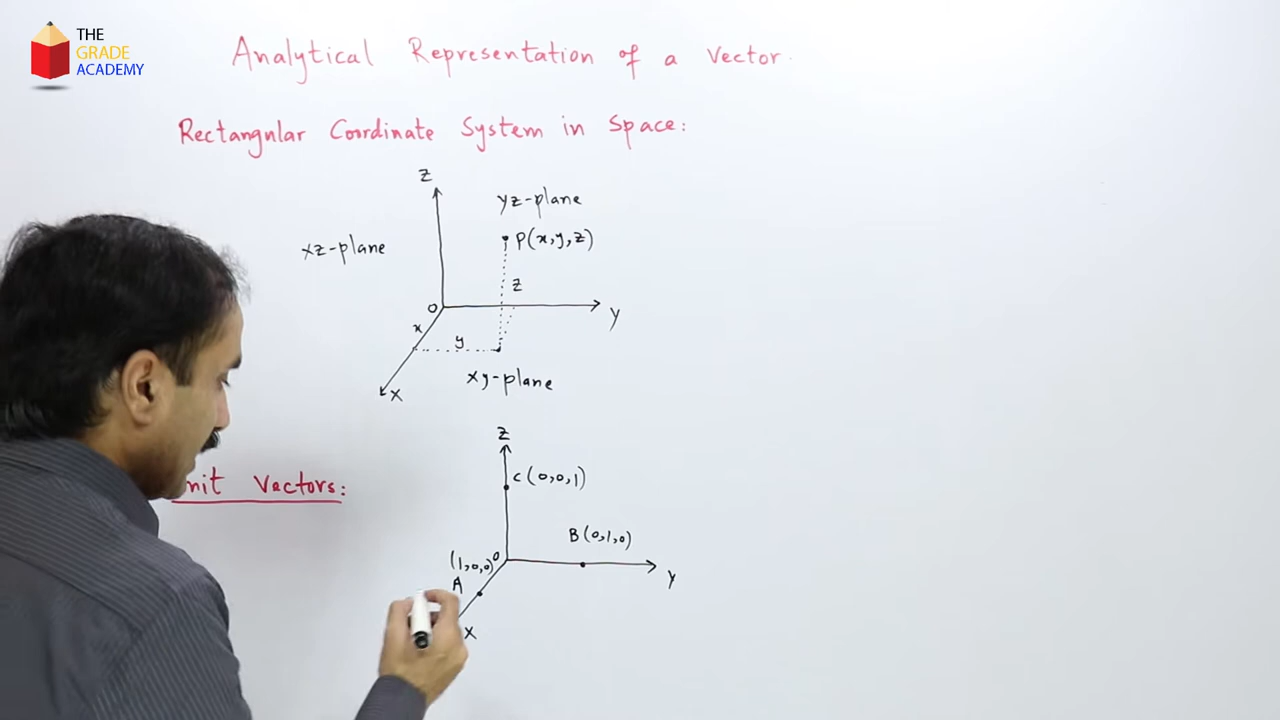 THE
GRADE
ACADEMY
Analytical Representation of a Vector.
Rectangular Coordinate System in Space:
Z
yz-plane
xz-plane
P(x,y,z)
z
O
Y
x
y
xy-plane
X
Z
C(0,0,1)
Unit Vectors:
B(0,1,0)
(1,0,0) O
A
Y
X